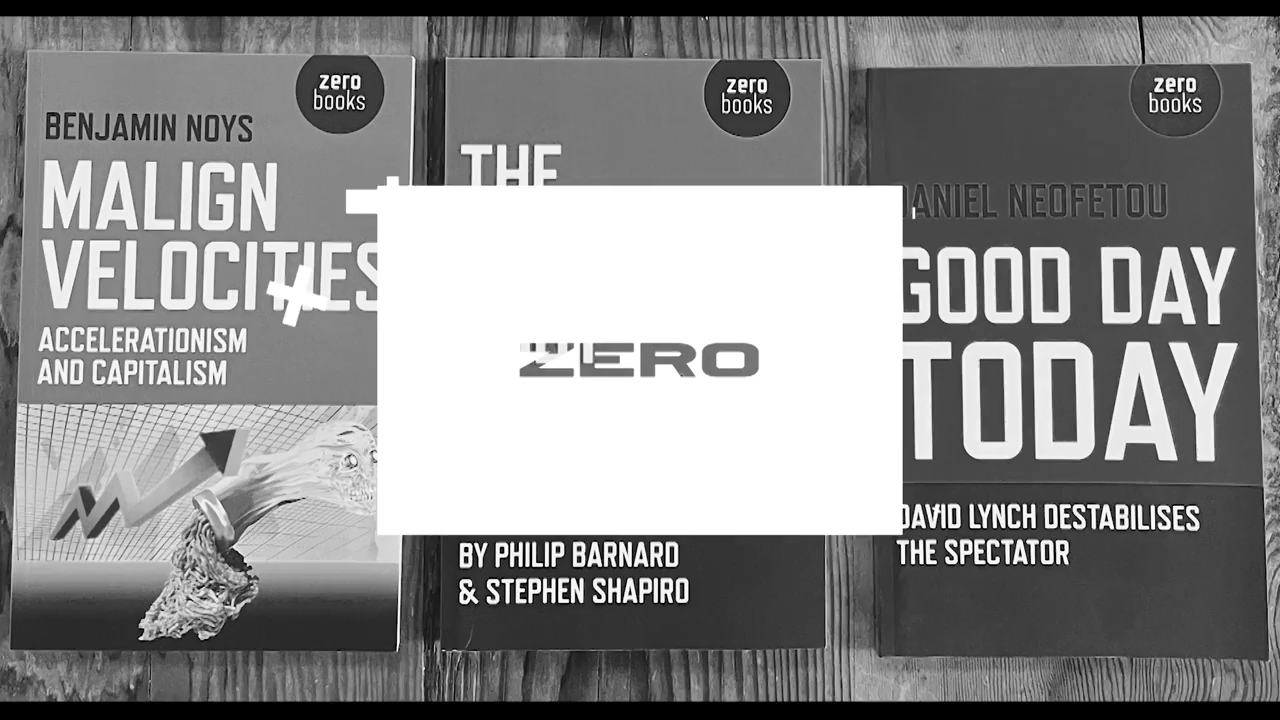 zero
books
BENJAMIN NOYS
MALIGN
VELOCITIES
ACCELERATIONISM
AND CAPITALISM
zero
books
THE
BY PHILIP BARNARD
& STEPHEN SHAPIRO
ZERO
zero
books
DANIEL NEOFETOU
GOOD DAY
TODAY
DAVID LYNCH DESTABILISES
THE SPECTATOR